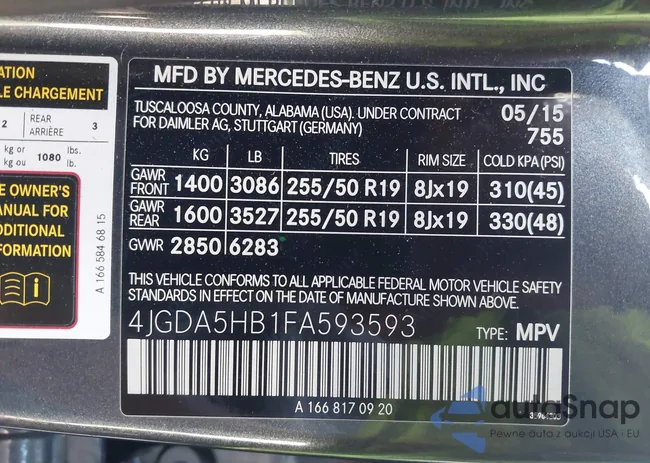 ATION
LE CHARGEMENT
2 REAR ARRIÈRE 3
kg or kg ou 1080 lbs. lb.
E OWNER'S
ANUAL FOR
DDITIONAL
FORMATION
A 166 584 68 15
MFD BY MERCEDES-BENZ U.S. INTL., INC
TUSCALOOSA COUNTY, ALABAMA (USA). UNDER CONTRACT
FOR DAIMLER AG, STUTTGART (GERMANY)
05/15
755
KG LB TIRES RIM SIZE COLD KPA(PSI)
GAWR FRONT 1400 3086 255/50 R19 8Jx19 310(45)
GAWR REAR 1600 3527 255/50 R19 8Jx19 330(48)
GVWR 2850 6283
THIS VEHICLE CONFORMS TO ALL APPLICABLE FEDERAL MOTOR VEHICLE SAFETY
STANDARDS IN EFFECT ON THE DATE OF MANUFACTURE SHOWN ABOVE.
4JGDA5HB1FA593593 TYPE: MPV
A 166 817 09 20
autoSnap
Pewne auta z aukcji USA i EU